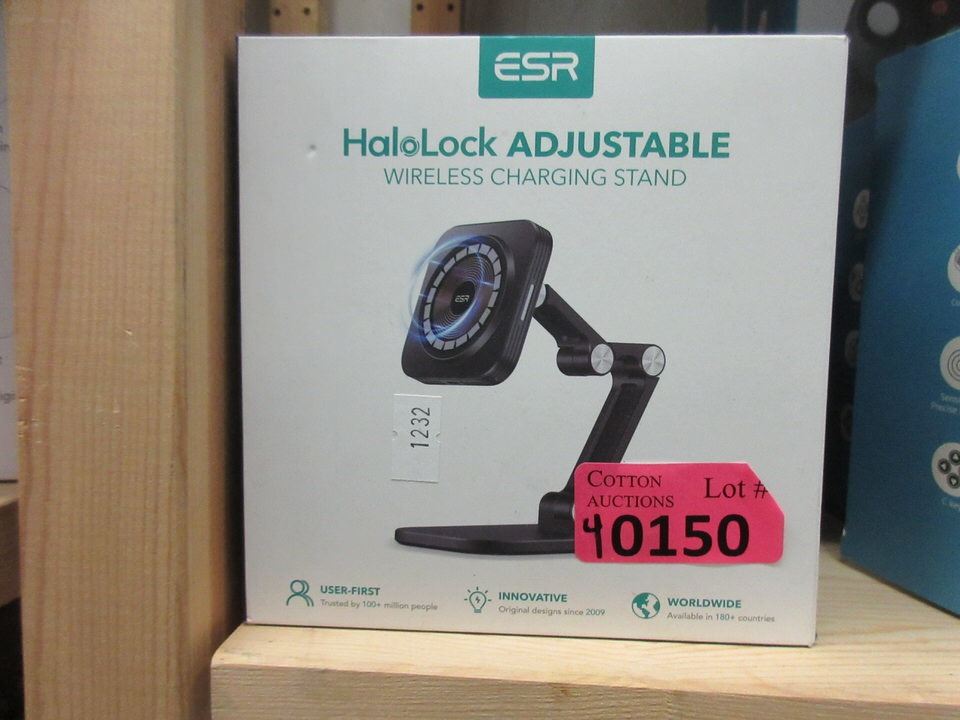 ESR
HaloLock ADJUSTABLE
WIRELESS CHARGING STAND
ESR
1232
COTTON AUCTIONS Lot #
40150
USER-FIRST
Trusted by 100+ million people
INNOVATIVE
Original designs since 2009
WORLDWIDE
Available in 180+ countries